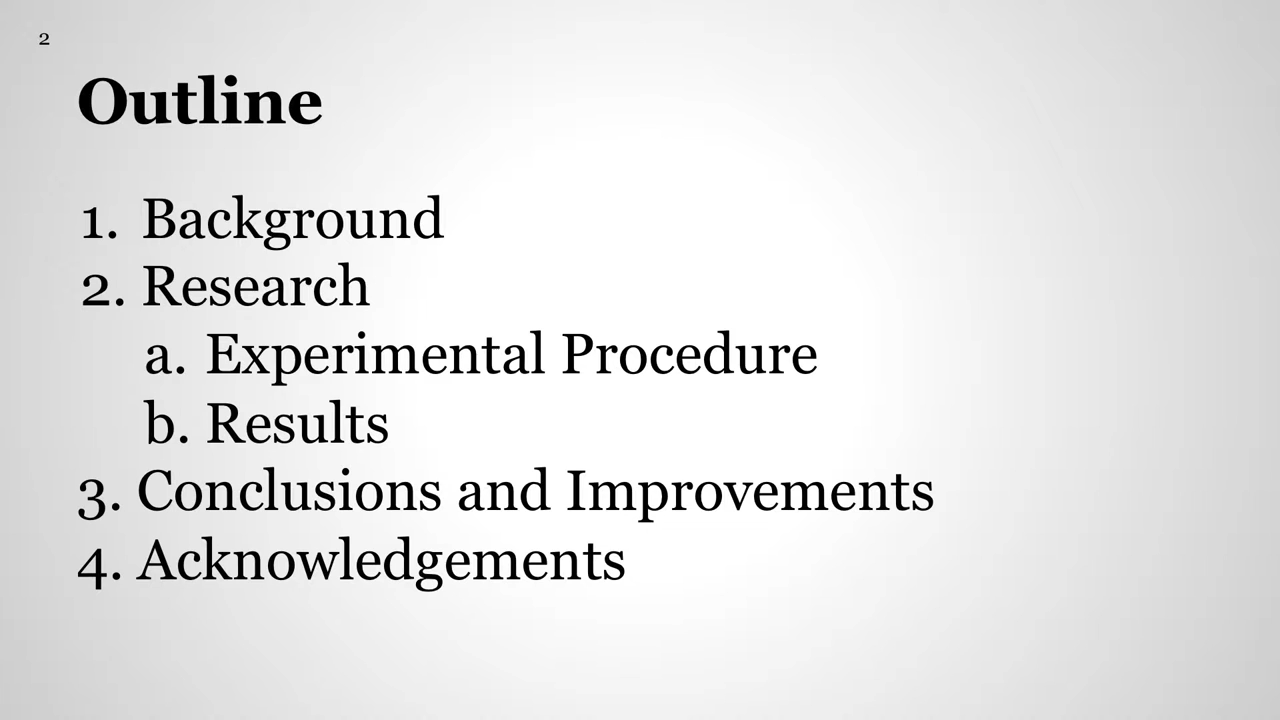 2
Outline
1. Background
2. Research
a. Experimental Procedure
b. Results
3. Conclusions and Improvements
4. Acknowledgements